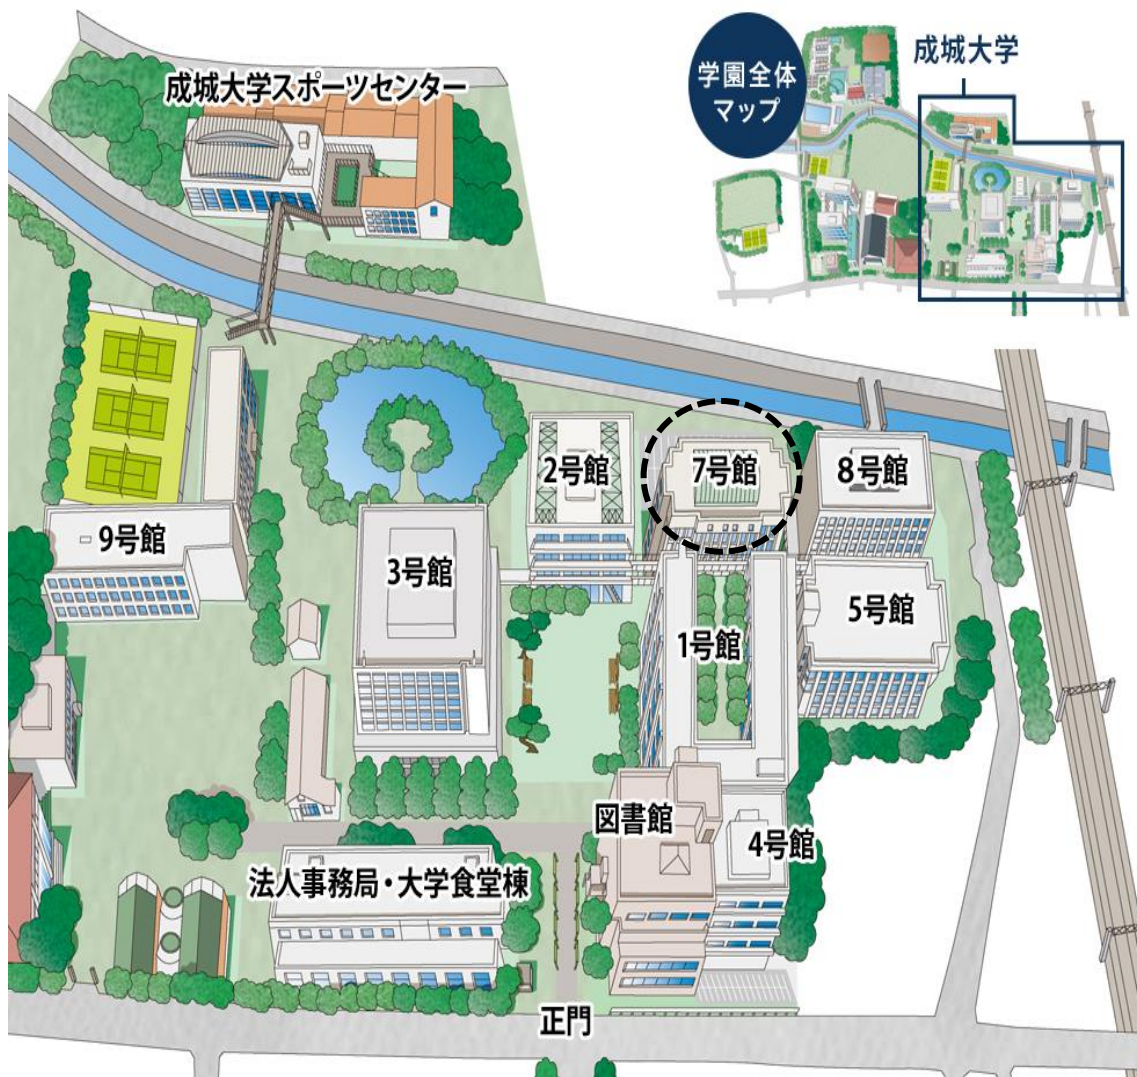 成城大学スポーツセンター
学園全体
マップ
成城大学
2号館
7号館
8号館
9号館
3号館
5号館
1号館
図書館
4号館
法人事務局・大学食堂棟
正門